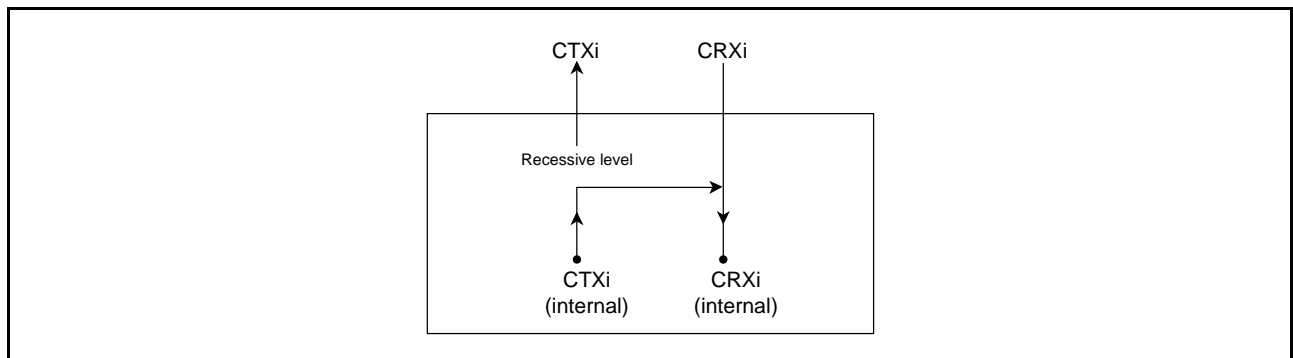 CTXi CRXi
Recessive level
CTXi CRXi
(internal) (internal)